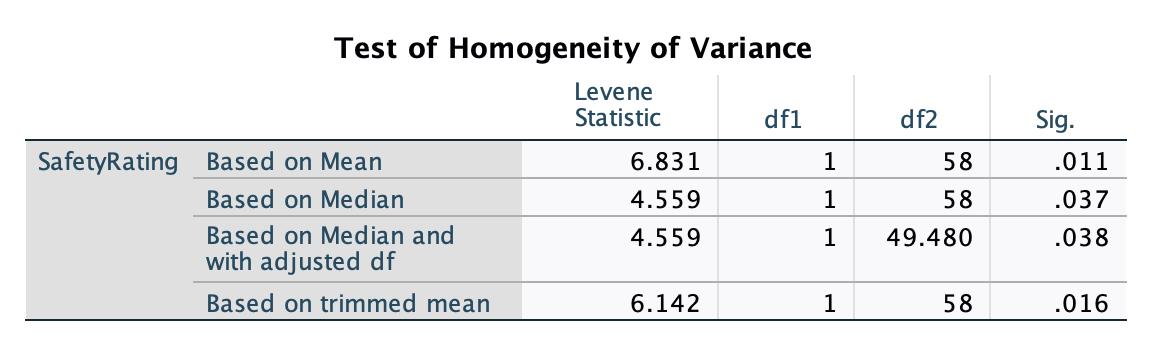 Test of Homogeneity of Variance
Levene
Statistic df1 df2 Sig.
SafetyRating Based on Mean 6.831 1 58 .011
Based on Median 4.559 1 58 .037
Based on Median and 4.559 1 49.480 .038
with adjusted df
Based on trimmed mean 6.142 1 58 .016